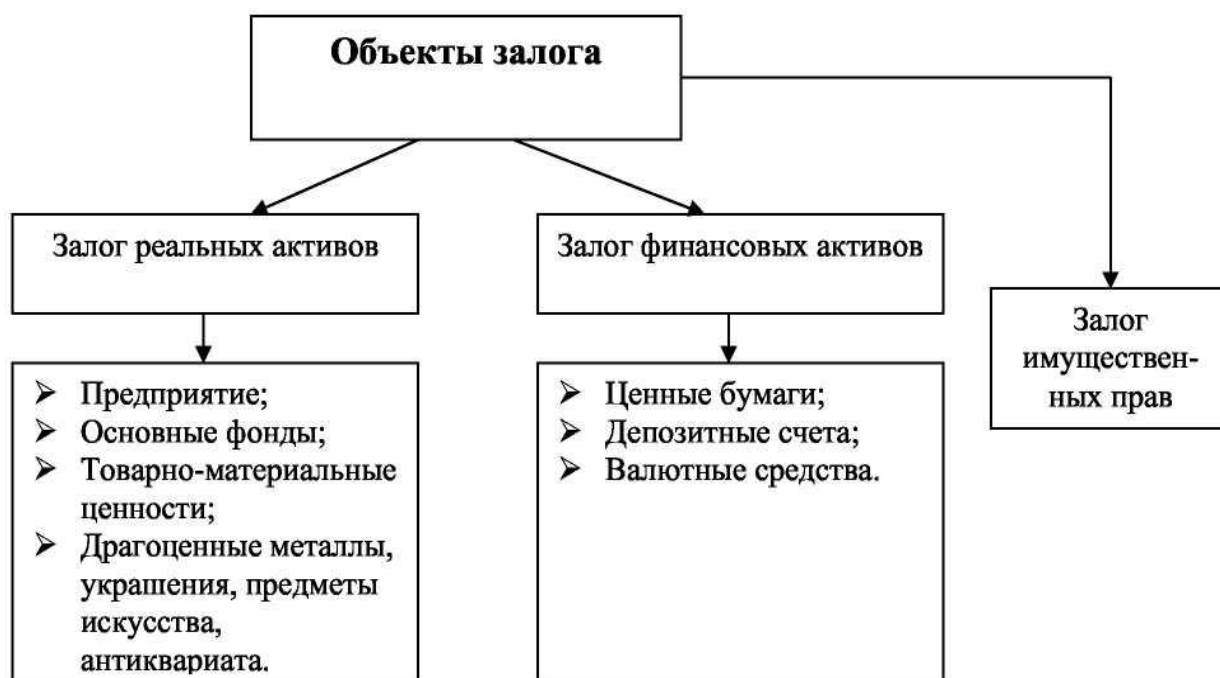 Объекты залога
Залог реальных активов
Залог финансовых активов
Залог
имуществен-
ных прав
➢ Предприятие;
➢ Основные фонды;
➢ Товарно-материальные
ценности;
➢ Драгоценные металлы,
украшения, предметы
искусства,
антиквариата.
➢ Ценные бумаги;
➢ Депозитные счета;
➢ Валютные средства.